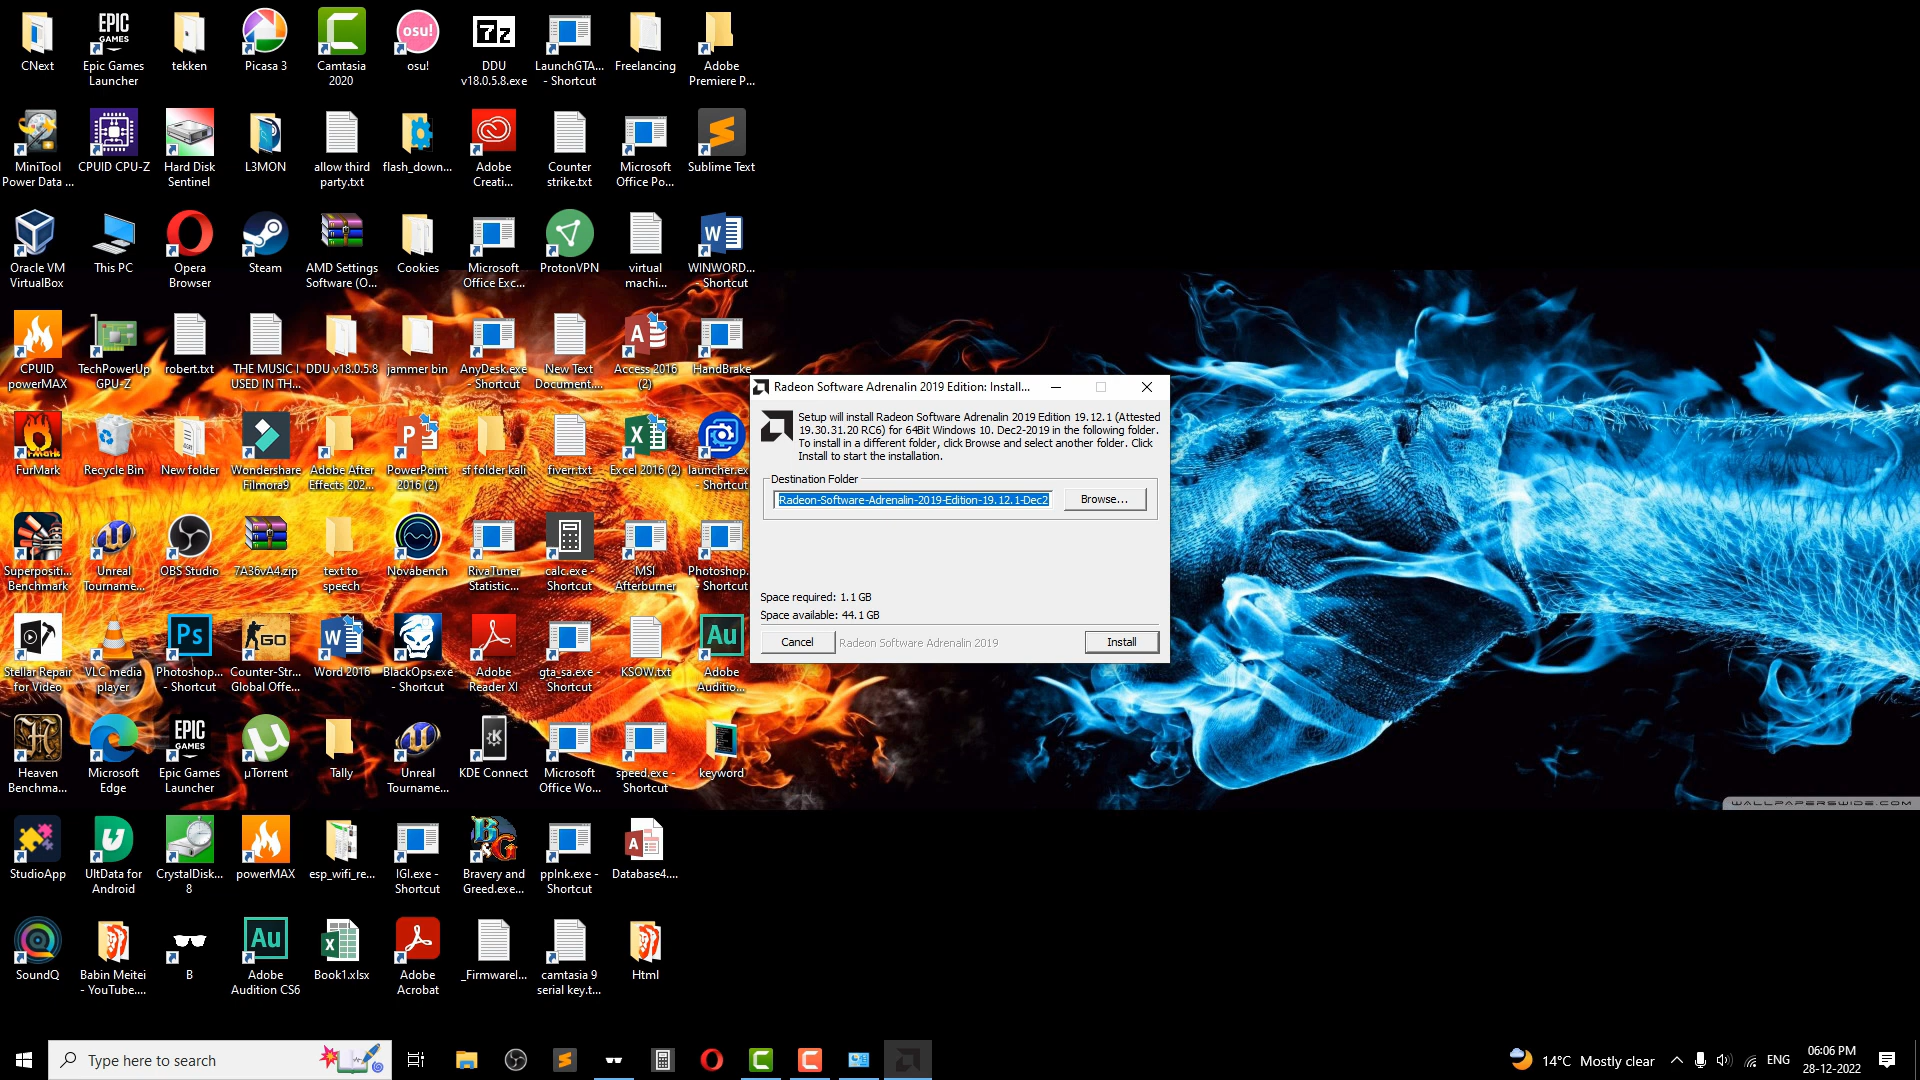 CNext
EPIC
GAMES
Epic Games
Launcher
tekken
Picasa 3
Camtasia
2020
osu!
osu!
7z
DDU
v18.0.5.8.exe
LaunchGTA...
- Shortcut
Freelancing
Adobe
Premiere P...
MiniTool
Power Data ...
CPUID CPU-Z
Hard Disk
Sentinel
L3MON
allow third
party.txt
flash_down...
Adobe
Creati...
Counter
strike.txt
Microsoft
Office Po...
Sublime Text
Oracle VM
VirtualBox
This PC
Opera
Browser
Steam
AMD Settings
Software (O...
Cookies
Microsoft
Office Exc...
ProtonVPN
virtual
machi...
WINWORD...
- Shortcut
CPUID
powerMAX
TechPowerUp
GPU-Z
robert.txt
THE MUSIC I
USED IN TH...
DDU v18.0.5.8
jammer bin
AnyDesk.exe
- Shortcut
New Text
Document....
Access 2016
(2)
HandBrake
FurMark
Recycle Bin
New folder
Wondershare
Filmora9
Adobe After
Effects 202...
PowerPoint
2016 (2)
sf folder kali
fiverr.txt
Excel 2016 (2)
launcher.ex
- Shortcut
Superpositi...
Benchmark
Unreal
Tourname...
OBS Studio
7A36vA4.zip
text to
speech
Novabench
RivaTuner
Statistic...
calc.exe -
Shortcut
MSI
Afterburner
Photoshop.
- Shortcut
Stellar Repair
for Video
VLC media
player
Ps
Photoshop...
- Shortcut
GO
Counter-Str...
Global Offe...
Word 2016
BlackOps.exe
- Shortcut
Adobe
Reader XI
gta_sa.exe -
Shortcut
KSOW.txt
Au
Adobe
Auditio...
Heaven
Benchma...
Microsoft
Edge
EPIC
GAMES
Epic Games
Launcher
µTorrent
Tally
Unreal
Tourname...
KDE Connect
Microsoft
Office Wo...
speed.exe -
Shortcut
keyword
StudioApp
UltData for
Android
CrystalDisk...
8
powerMAX
esp_wifi_re...
IGI.exe -
Shortcut
Bravery and
Greed.exe...
pplnk.exe -
Shortcut
Database4....
SoundQ
Babin Meitei
- YouTube....
B
Au
Adobe
Audition CS6
Book1.xlsx
Adobe
Acrobat
_Firmwarel...
camtasia 9
serial key.t...
Html
Radeon Software Adrenalin 2019 Edition: Install...
Setup will install Radeon Software Adrenalin 2019 Edition 19.12.1 (Attested
19.30.31.20 RC6) for 64Bit Windows 10. Dec2-2019 in the following folder.
To install in a different folder, click Browse and select another folder. Click
Install to start the installation.
Destination Folder
Radeon-Software-Adrenalin-2019-Edition-19.12.1-Dec2
Browse...
Space required: 1.1 GB
Space available: 44.1 GB
Cancel
Radeon Software Adrenalin 2019
Install
WALLPAPERSWIDE.COM
Type here to search
14°C Mostly clear
ENG
06:06 PM
28-12-2022